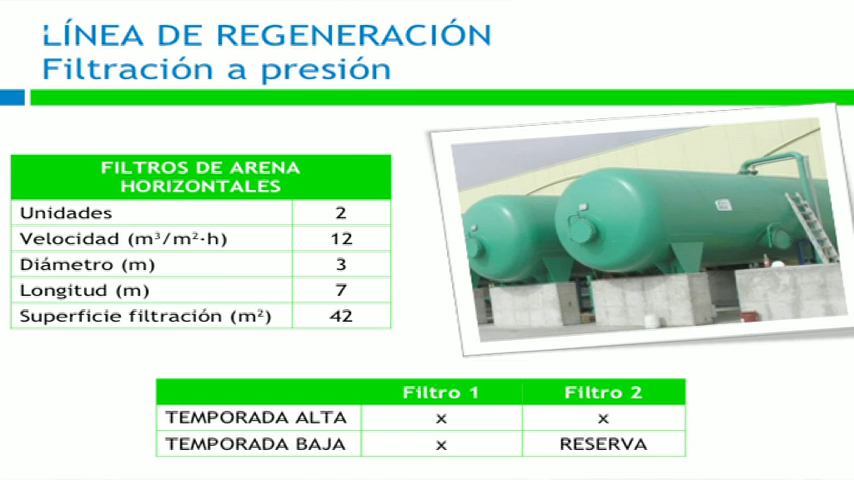 LÍNEA DE REGENERACIÓN
Filtración a presión
FILTROS DE ARENA
HORIZONTALES
Unidades 2
Velocidad (m³/m²·h) 12
Diámetro (m) 3
Longitud (m) 7
Superficie filtración (m²) 42
Filtro 1 Filtro 2
TEMPORADA ALTA x x
TEMPORADA BAJA x RESERVA